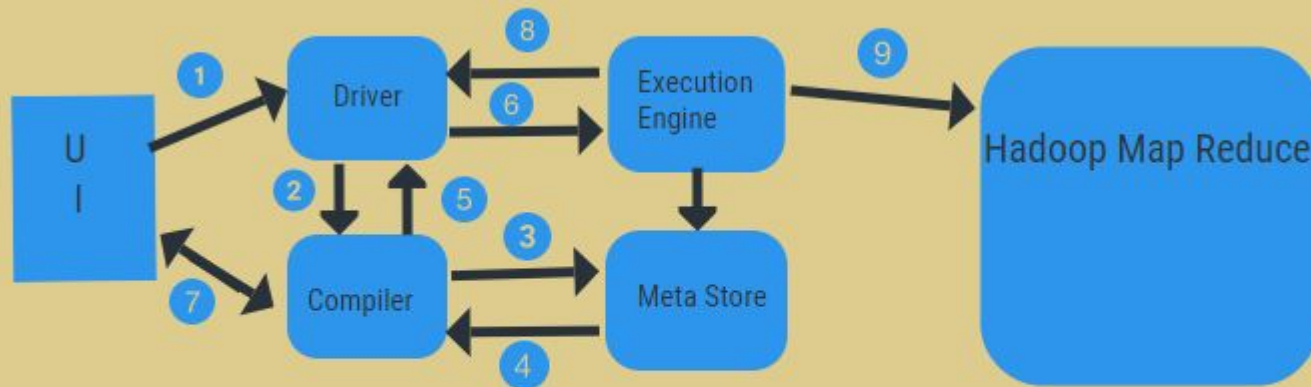 8
9
1
Driver
Execution
Engine
6
U
I
Hadoop Map Reduce
2
5
3
7
Compiler
Meta Store
4